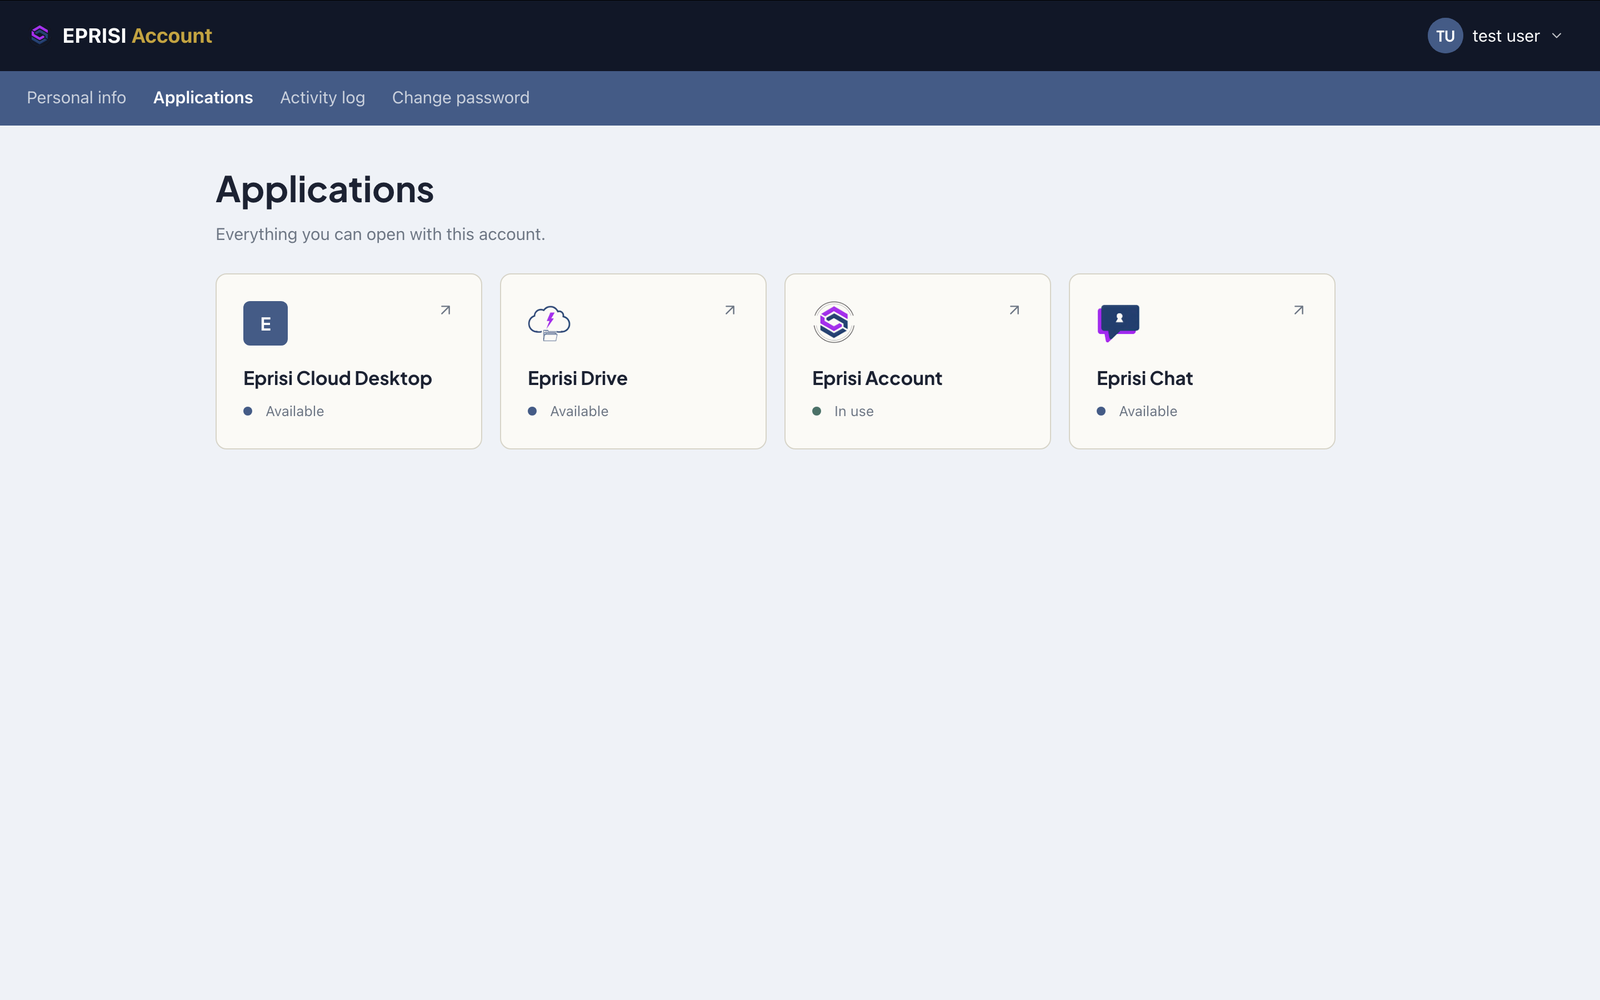 EPRISI Account
TU test user
Personal info Applications Activity log Change password
Applications
Everything you can open with this account.
E
Eprisi Cloud Desktop
Available
Eprisi Drive
Available
Eprisi Account
In use
Eprisi Chat
Available